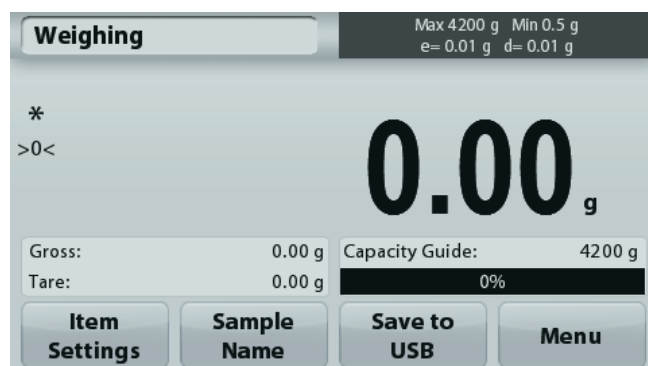 Weighing
Max 4200 g Min 0.5 g
e= 0.01 g d= 0.01 g
*
>0<
0.00 g
Gross: 0.00 g
Tare: 0.00 g
Capacity Guide: 4200 g
0%
Item
Settings
Sample
Name
Save to
USB
Menu